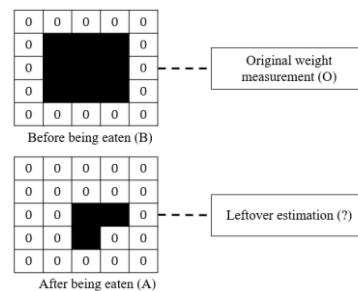 0 0 0 0 0
0 0
0 0
Original weight
measurement (O)
0 0
0 0 0 0 0
Before being eaten (B)
0 0 0 0 0
0 0 0 0 0
0 0 0
Leftover estimation (?)
0 0 0 0
0 0 0 0 0
After being eaten (A)